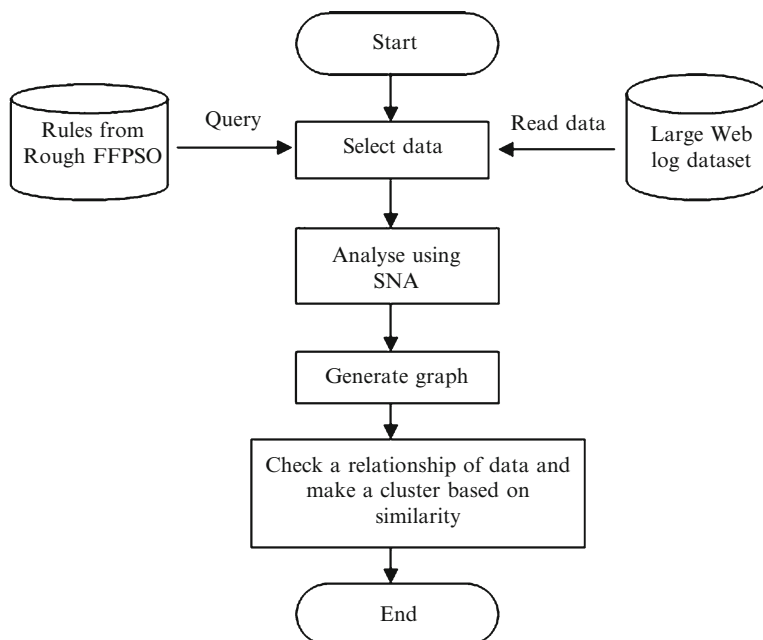 Start
Rules from
Rough FFPSO
Query
Select data
Read data
Large Web
log dataset
Analyse using
SNA
Generate graph
Check a relationship of data and
make a cluster based on
similarity
End